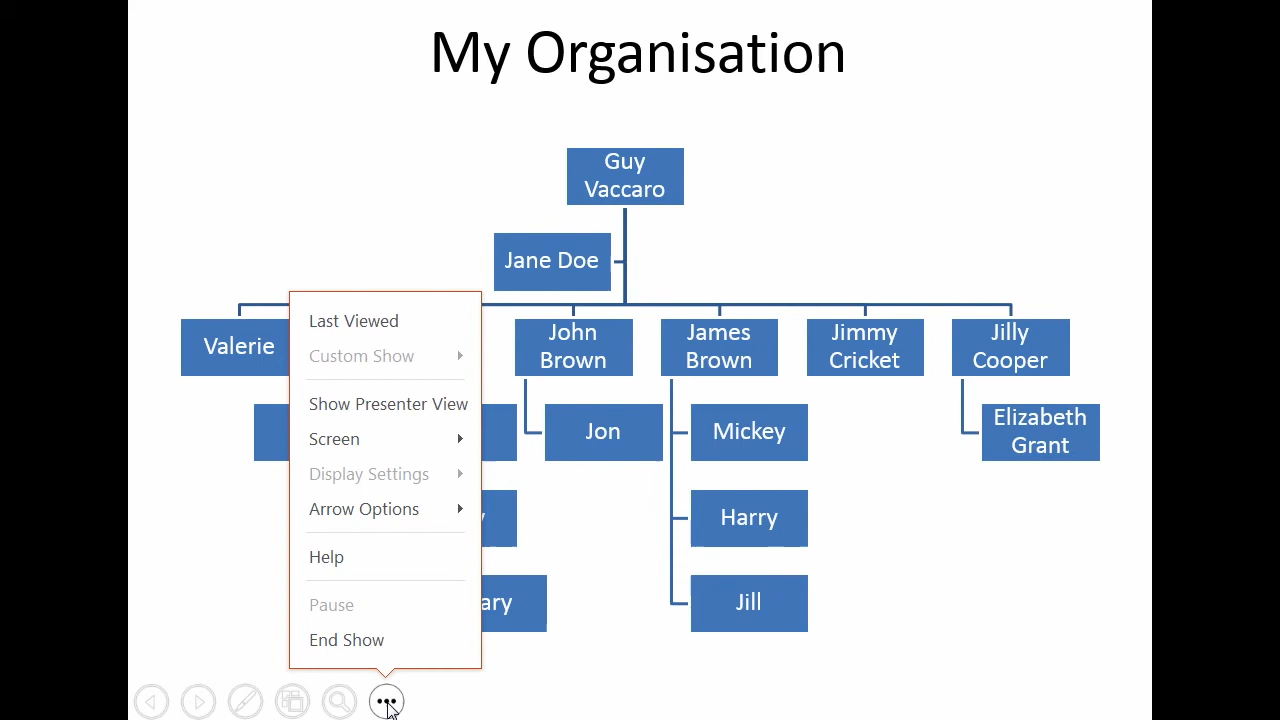 My Organisation
Guy
Vaccaro
Jane Doe
Valerie
John
Brown
James
Brown
Jimmy
Cricket
Jilly
Cooper
Jon
Mickey
Elizabeth
Grant
Harry
Jill
Last Viewed
Custom Show
Show Presenter View
Screen
Display Settings
Arrow Options
Help
Pause
End Show